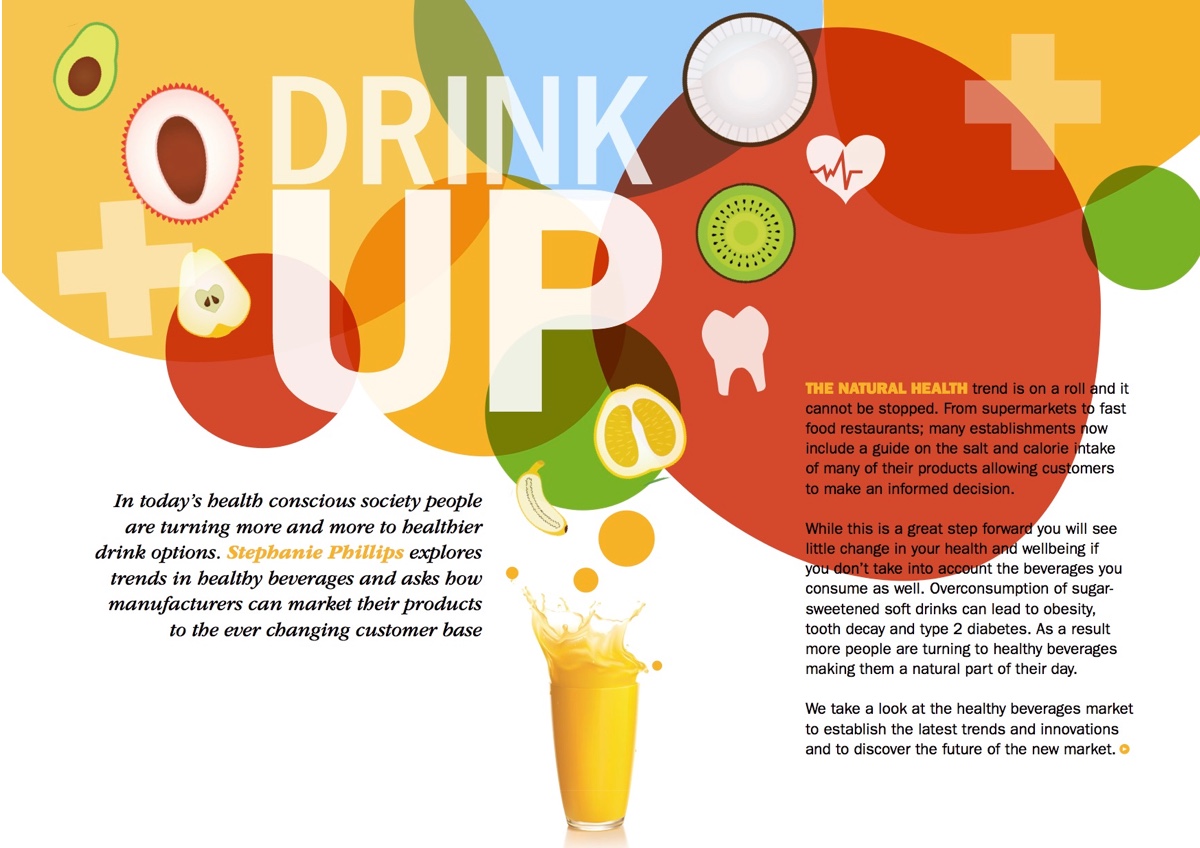 DRINK
UP
In today’s health conscious society people
are turning more and more to healthier
drink options. Stephanie Phillips explores
trends in healthy beverages and asks how
manufacturers can market their products
to the ever changing customer base
THE NATURAL HEALTH trend is on a roll and it
cannot be stopped. From supermarkets to fast
food restaurants; many establishments now
include a guide on the salt and calorie intake
of many of their products allowing customers
to make an informed decision.
While this is a great step forward you will see
little change in your health and wellbeing if
you don’t take into account the beverages you
consume as well. Overconsumption of sugar-
sweetened soft drinks can lead to obesity,
tooth decay and type 2 diabetes. As a result
more people are turning to healthy beverages
making them a natural part of their day.
We take a look at the healthy beverages market
to establish the latest trends and innovations
and to discover the future of the new market.